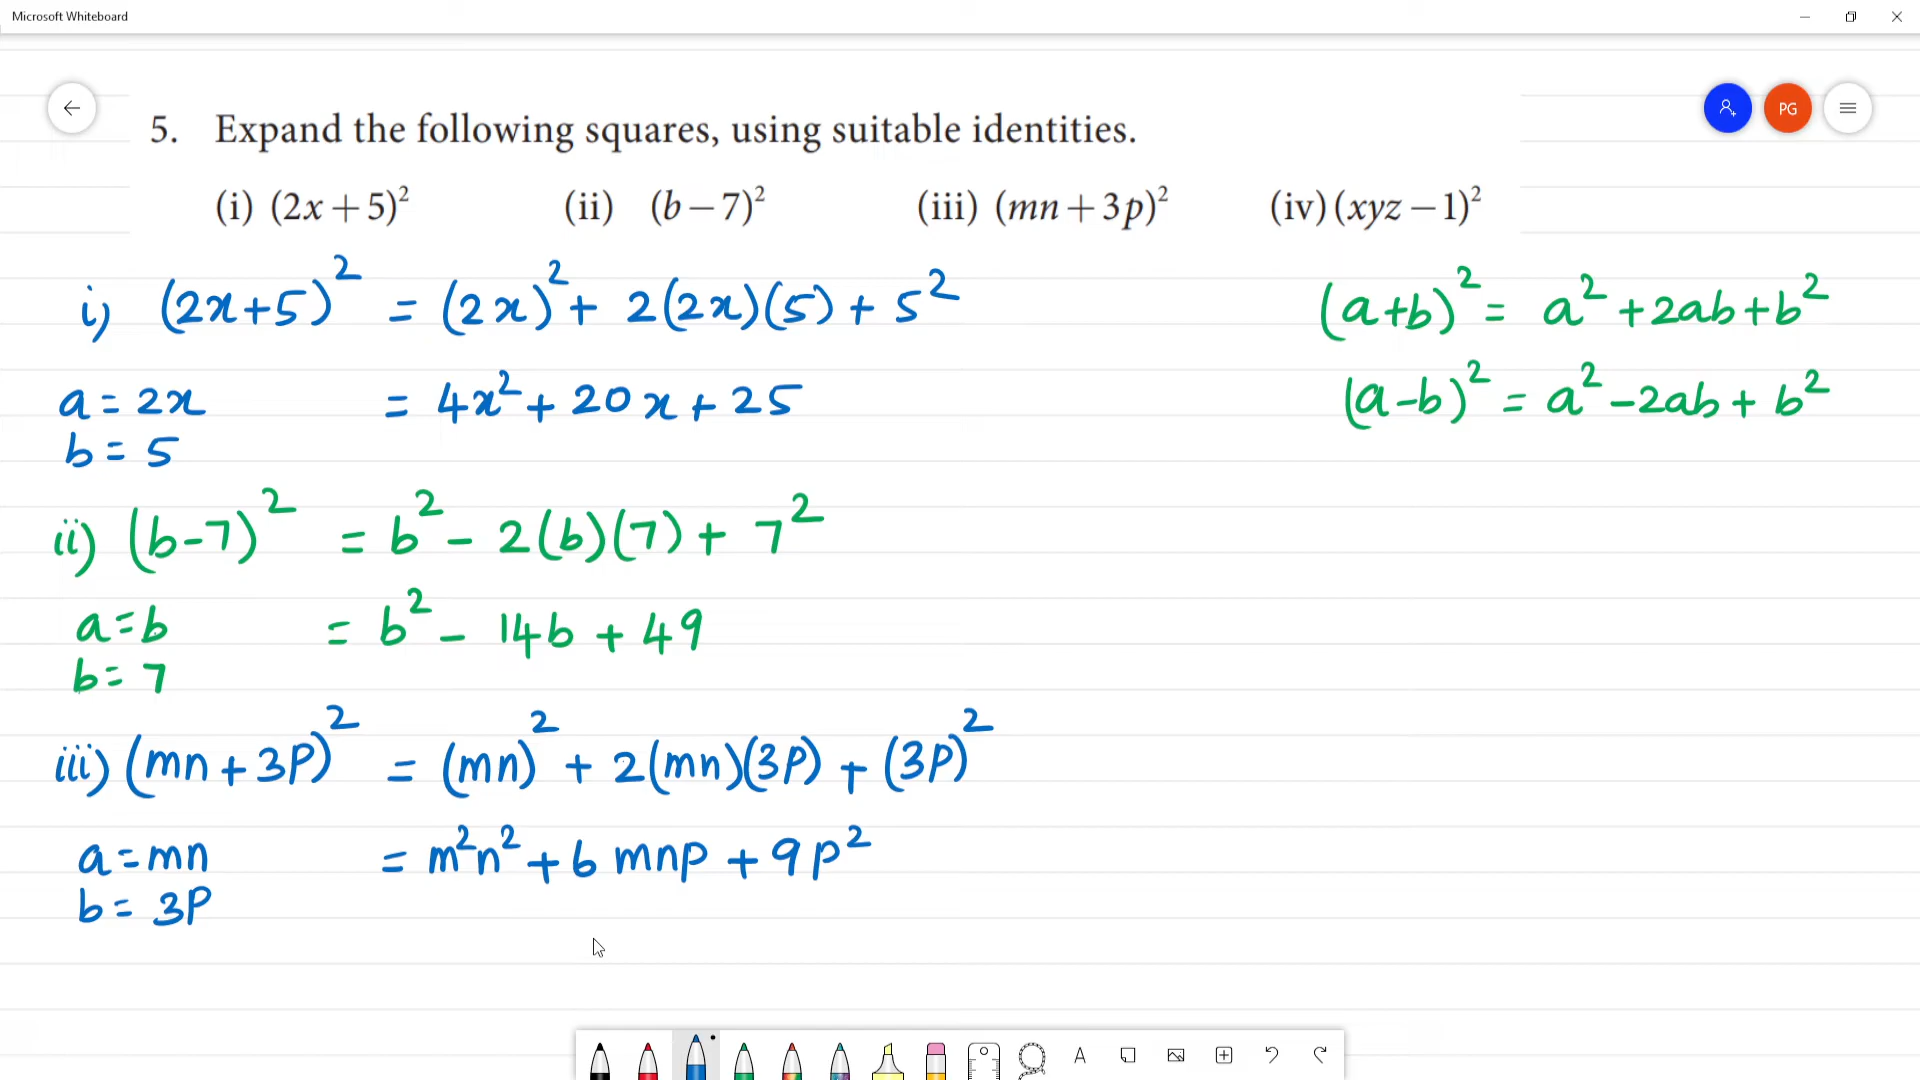 Microsoft Whiteboard
PG
5. Expand the following squares, using suitable identities.
(i) (2x + 5)² (ii) (b – 7)² (iii) (mn + 3p)² (iv) (xyz – 1)²
i) (2x+5)² = (2x)² + 2(2x)(5) + 5²
(a+b)² = a² + 2ab + b²
a = 2x = 4x² + 20x + 25
(a-b)² = a² - 2ab + b²
b = 5
ii) (b-7)² = b² - 2(b)(7) + 7²
a = b = b² - 14b + 49
b = 7
iii) (mn + 3P)² = (mn)² + 2(mn)(3P) + (3P)²
a = mn = m²n² + 6 mnp + 9p²
b = 3P
A